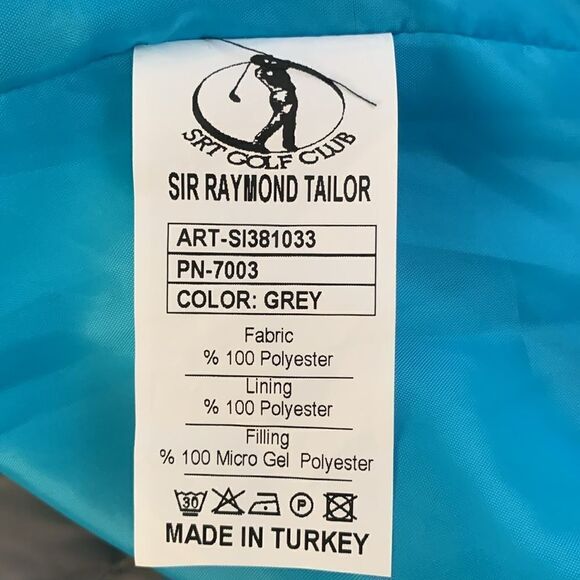 SRT GOLF CLUB
SIR RAYMOND TAILOR
ART-SI381033
PN-7003
COLOR: GREY
Fabric
% 100 Polyester
Lining
% 100 Polyester
Filling
% 100 Micro Gel Polyester
30 P
MADE IN TURKEY